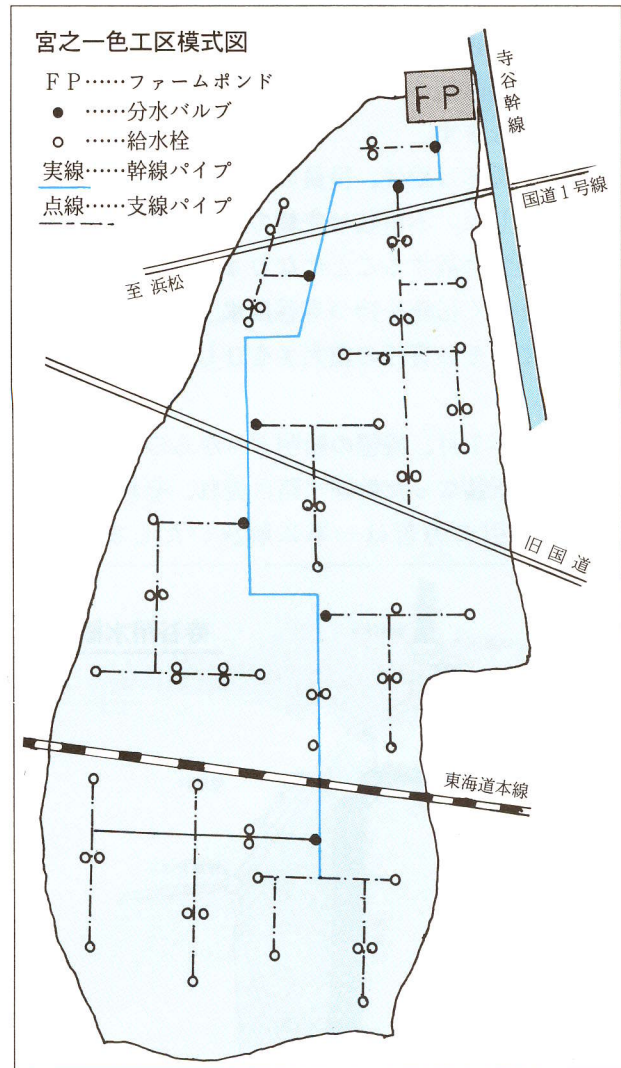 宮之一色工区模式図
FP……ファームポンド
●……分水バルブ
○……給水栓
実線……幹線パイプ
点線……支線パイプ
FP
寺谷幹線
国道1号線
至浜松
旧国道
東海道本線